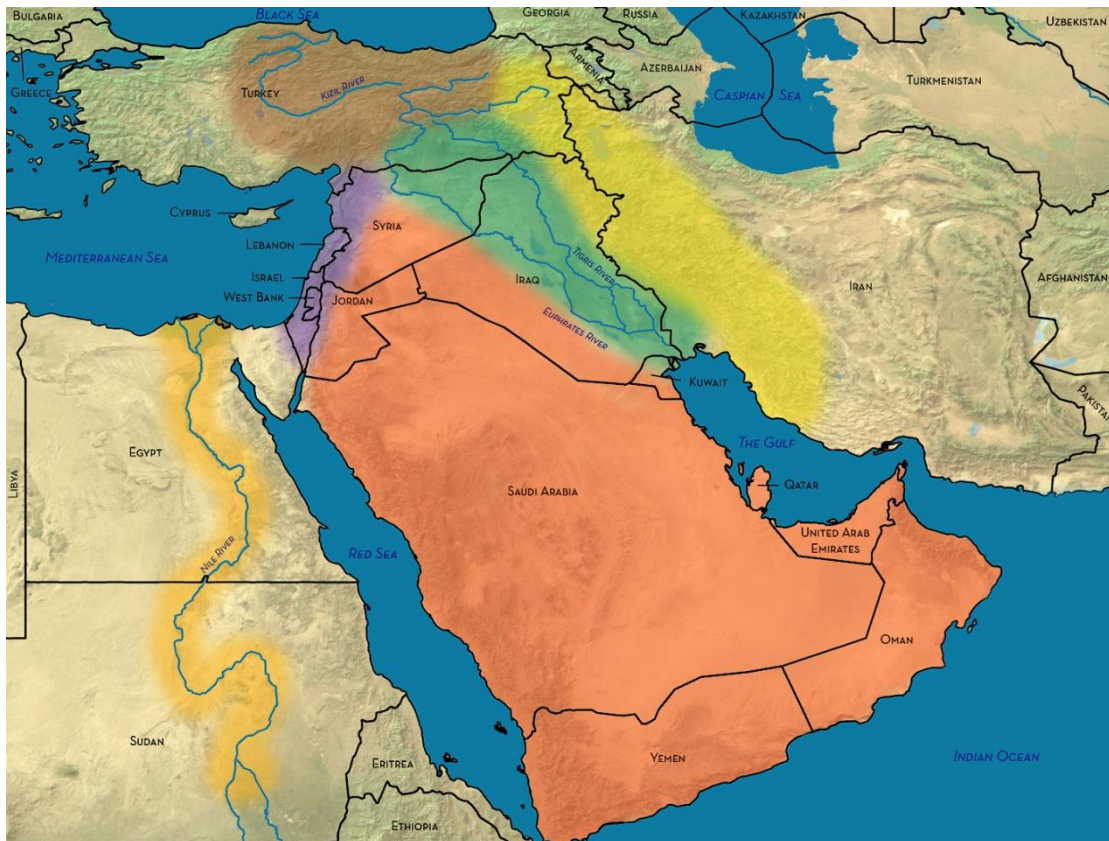 Black Sea
Bulgaria
Georgia
Russia
Kazakhstan
Uzbekistan
Greece
Turkey
Kizil River
Armenia
Azerbaijan
Caspian Sea
Turkmenistan
Cyprus
Syria
Lebanon
Mediterranean Sea
Israel
West Bank
Jordan
Iraq
Tigris River
Euphrates River
Iran
Afghanistan
Kuwait
Pakistan
The Gulf
Egypt
Libya
Saudi Arabia
Qatar
United Arab
Emirates
Nile River
Red Sea
Oman
Sudan
Yemen
Indian Ocean
Eritrea
Ethiopia